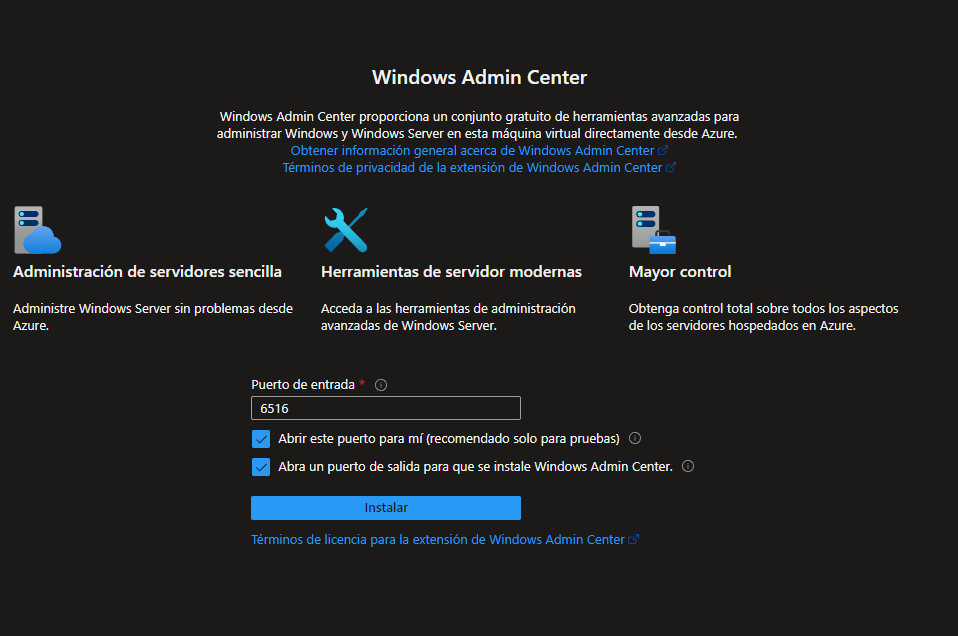 Windows Admin Center
Windows Admin Center proporciona un conjunto gratuito de herramientas avanzadas para
administrar Windows y Windows Server en esta máquina virtual directamente desde Azure.
Obtener información general acerca de Windows Admin Center
Términos de privacidad de la extensión de Windows Admin Center
Administración de servidores sencilla
Administre Windows Server sin problemas desde
Azure.
Herramientas de servidor modernas
Acceda a las herramientas de administración
avanzadas de Windows Server.
Mayor control
Obtenga control total sobre todos los aspectos
de los servidores hospedados en Azure.
Puerto de entrada *
6516
Abrir este puerto para mí (recomendado solo para pruebas)
Abra un puerto de salida para que se instale Windows Admin Center.
Instalar
Términos de licencia para la extensión de Windows Admin Center